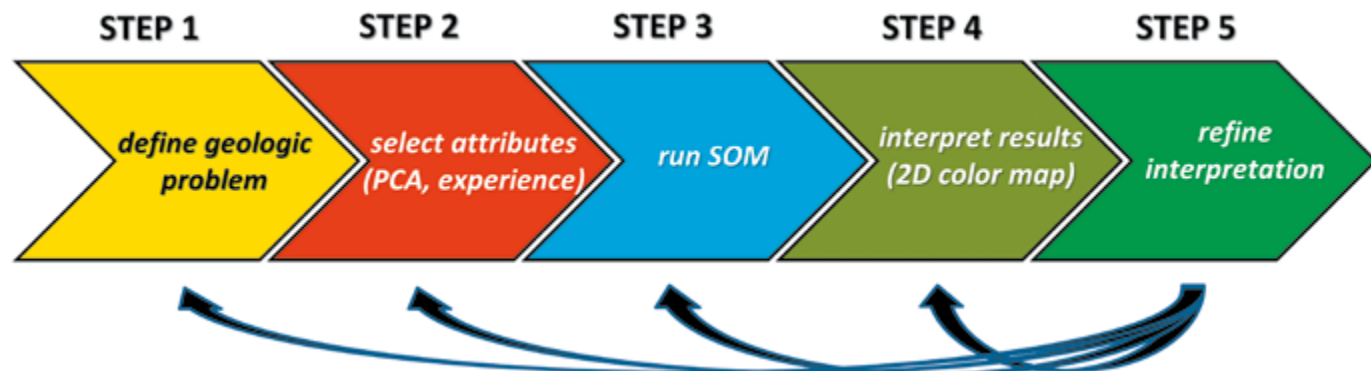 STEP 1
STEP 2
STEP 3
STEP 4
STEP 5
define geologic
problem
select attributes
(PCA, experience)
run SOM
interpret results
(2D color map)
refine
interpretation